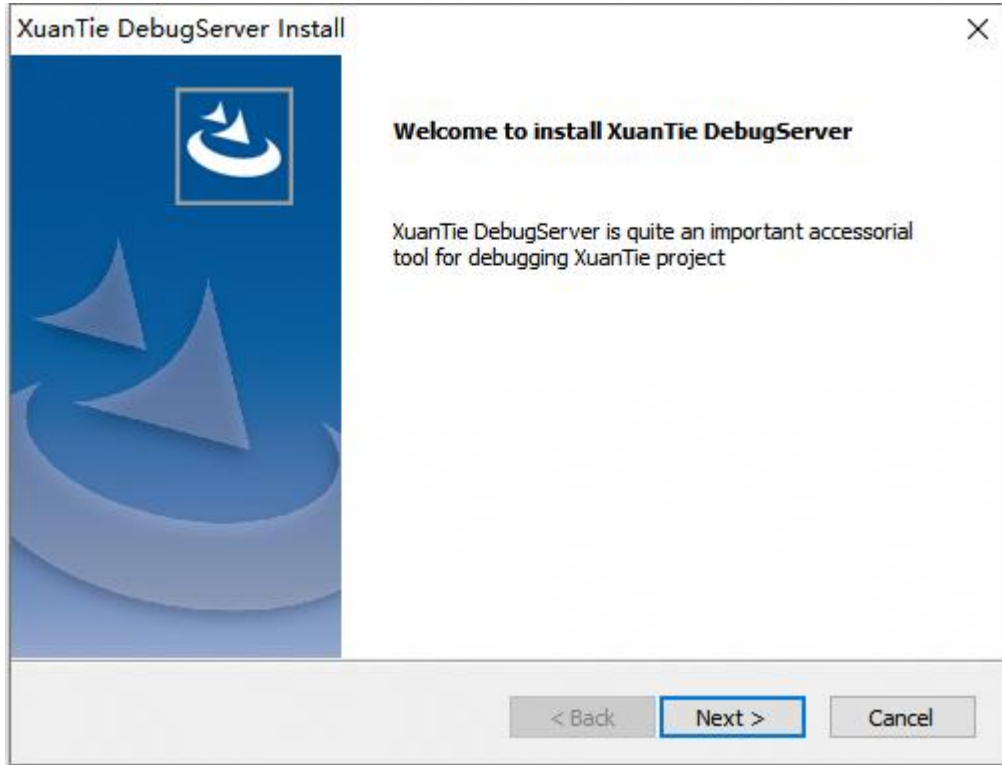 XuanTie DebugServer Install
Welcome to install XuanTie DebugServer
XuanTie DebugServer is quite an important accessorial
tool for debugging XuanTie project
< Back
Next >
Cancel